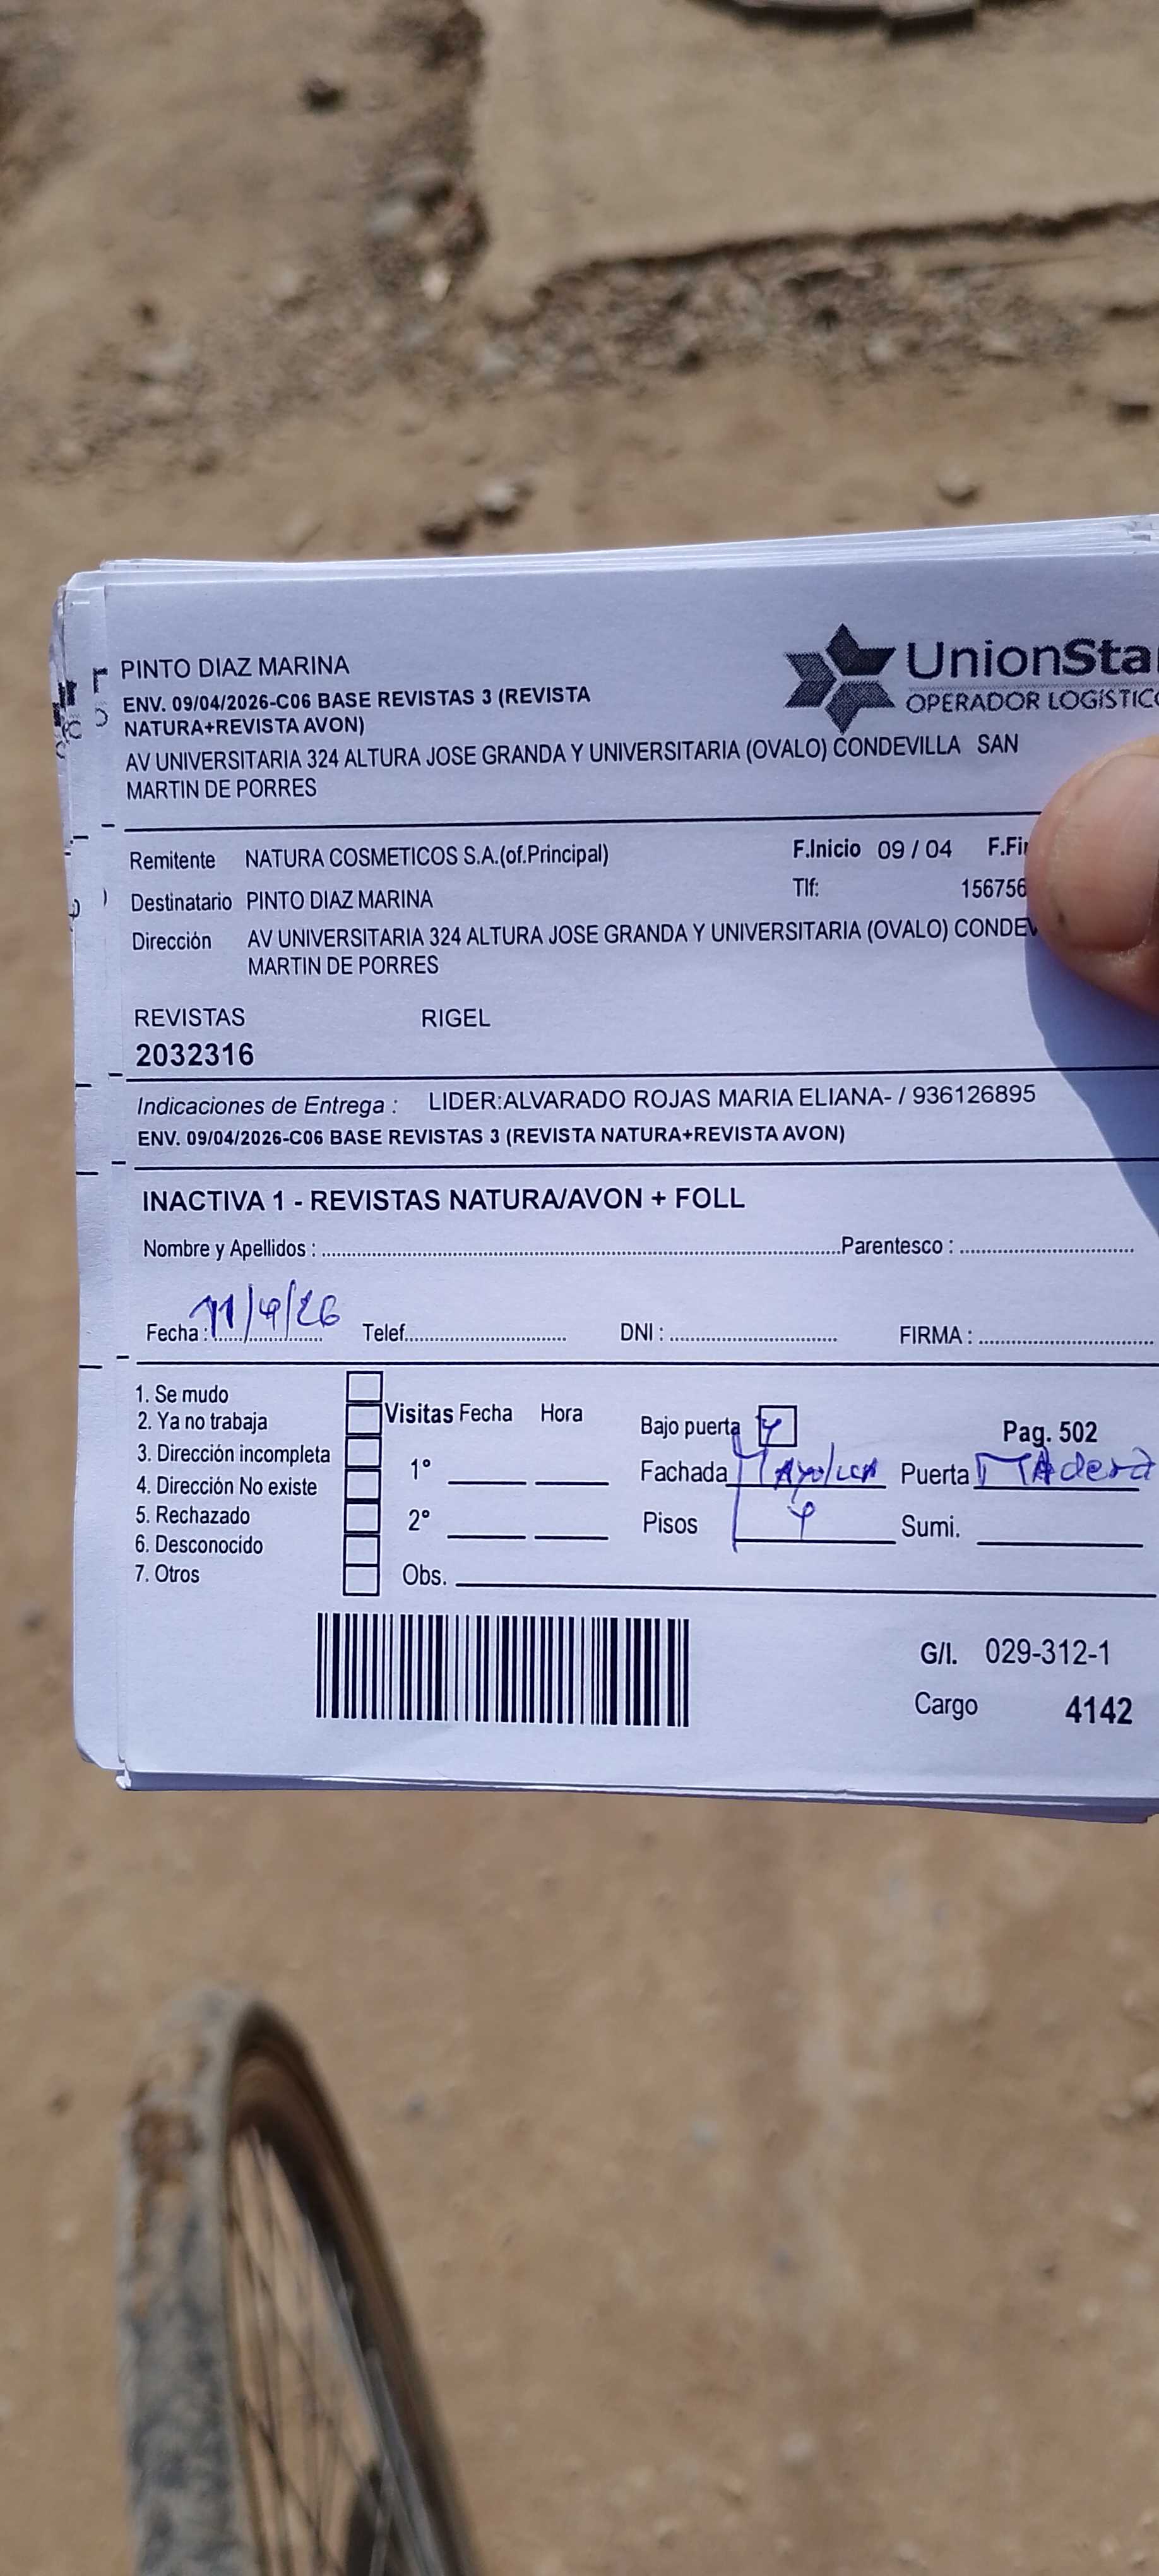 PINTO DIAZ MARINA
ENV. 09/04/2026-C06 BASE REVISTAS 3 (REVISTA
NATURA+REVISTA AVON)
AV UNIVERSITARIA 324 ALTURA JOSE GRANDA Y UNIVERSITARIA (OVALO) CONDEVILLA SAN
MARTIN DE PORRES
UnionSta
OPERADOR LOGÍSTICO
Remitente NATURA COSMETICOS S.A.(of.Principal) F.Inicio 09 / 04 F.Fi
Destinatario PINTO DIAZ MARINA Tlf: 156756
Dirección AV UNIVERSITARIA 324 ALTURA JOSE GRANDA Y UNIVERSITARIA (OVALO) CONDEV
MARTIN DE PORRES
REVISTAS RIGEL
2032316
Indicaciones de Entrega : LIDER:ALVARADO ROJAS MARIA ELIANA- / 936126895
ENV. 09/04/2026-C06 BASE REVISTAS 3 (REVISTA NATURA+REVISTA AVON)
INACTIVA 1 - REVISTAS NATURA/AVON + FOLL
Nombre y Apellidos : Parentesco :
Fecha : 11/4/26 Telef. DNI : FIRMA :
1. Se mudo
2. Ya no trabaja
3. Dirección incompleta
4. Dirección No existe
5. Rechazado
6. Desconocido
7. Otros
Visitas Fecha Hora
1°
2°
Obs.
Bajo puerta Pag. 502
Fachada Mayolica Puerta Madera
Pisos 4 Sumi.
G/I. 029-312-1
Cargo 4142